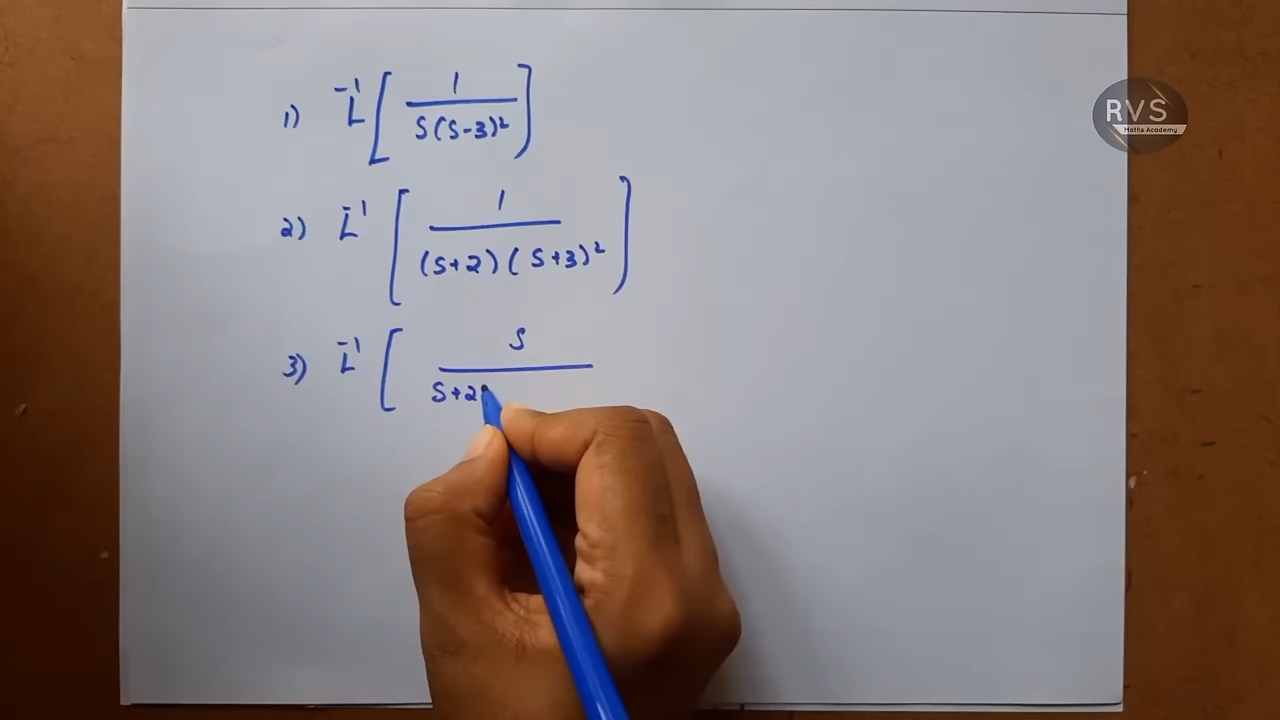 1) L⁻¹ [ 1 / S(S-3)² ]
2) L⁻¹ [ 1 / (S+2)(S+3)² ]
3) L⁻¹ [ S / S+2
RVS
Maths Academy